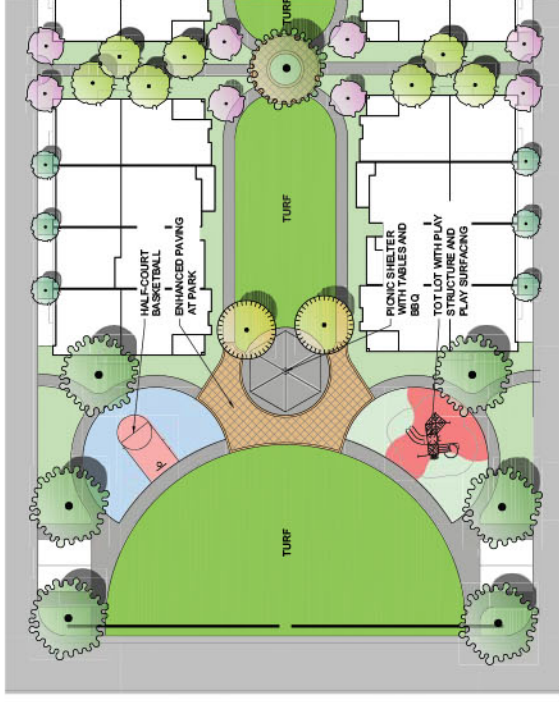 TURF
TURF
HALF-COURT
BASKETBALL
ENHANCED PAVING
AT PARK
PICNIC SHELTER
WITH TABLES AND
BBQ
TOT LOT WITH PLAY
STRUCTURE AND
PLAY SURFACING
TURF